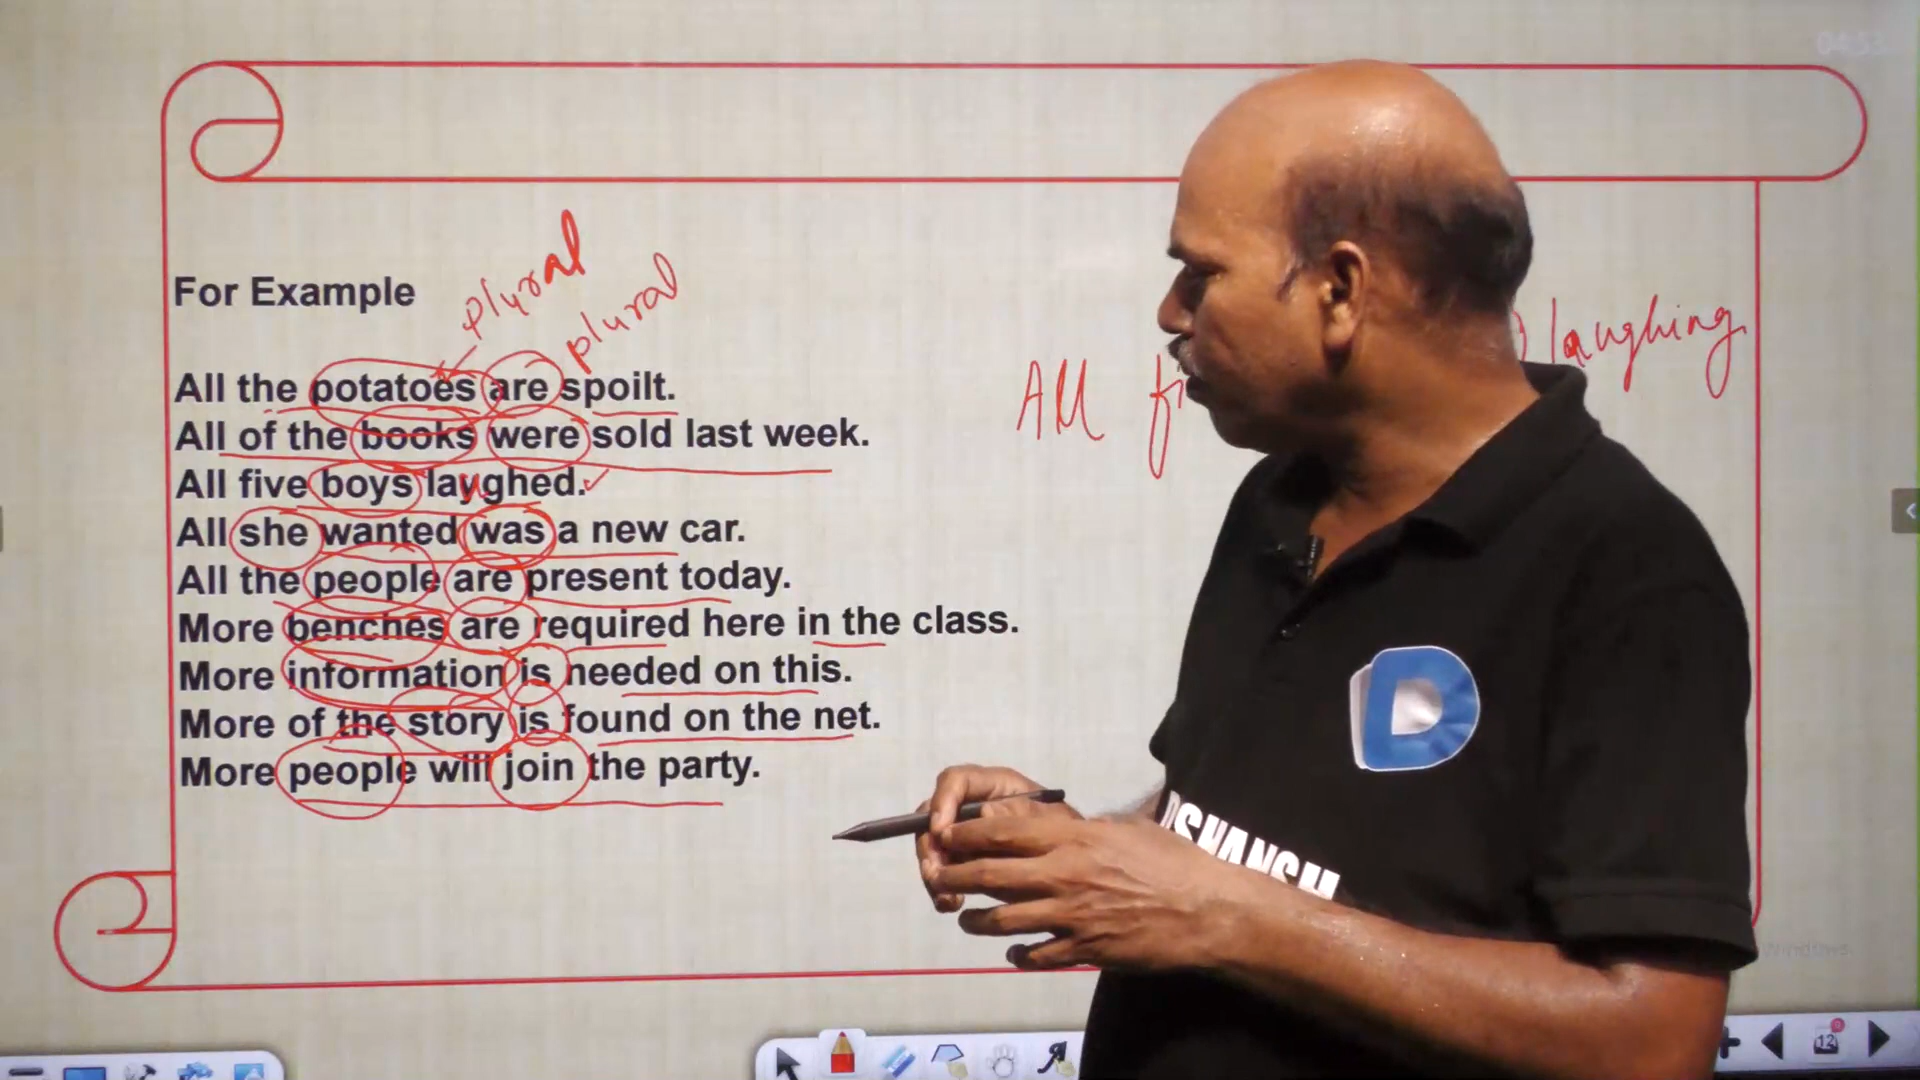 For Example
plural
plural
All the potatoes are spoilt.
All of the books were sold last week.
All five boys laughed.
All she wanted was a new car.
All the people are present today.
More benches are required here in the class.
More information is needed on this.
More of the story is found on the net.
More people will join the party.
All
laughing
D
DSHANSH
Windows.
12